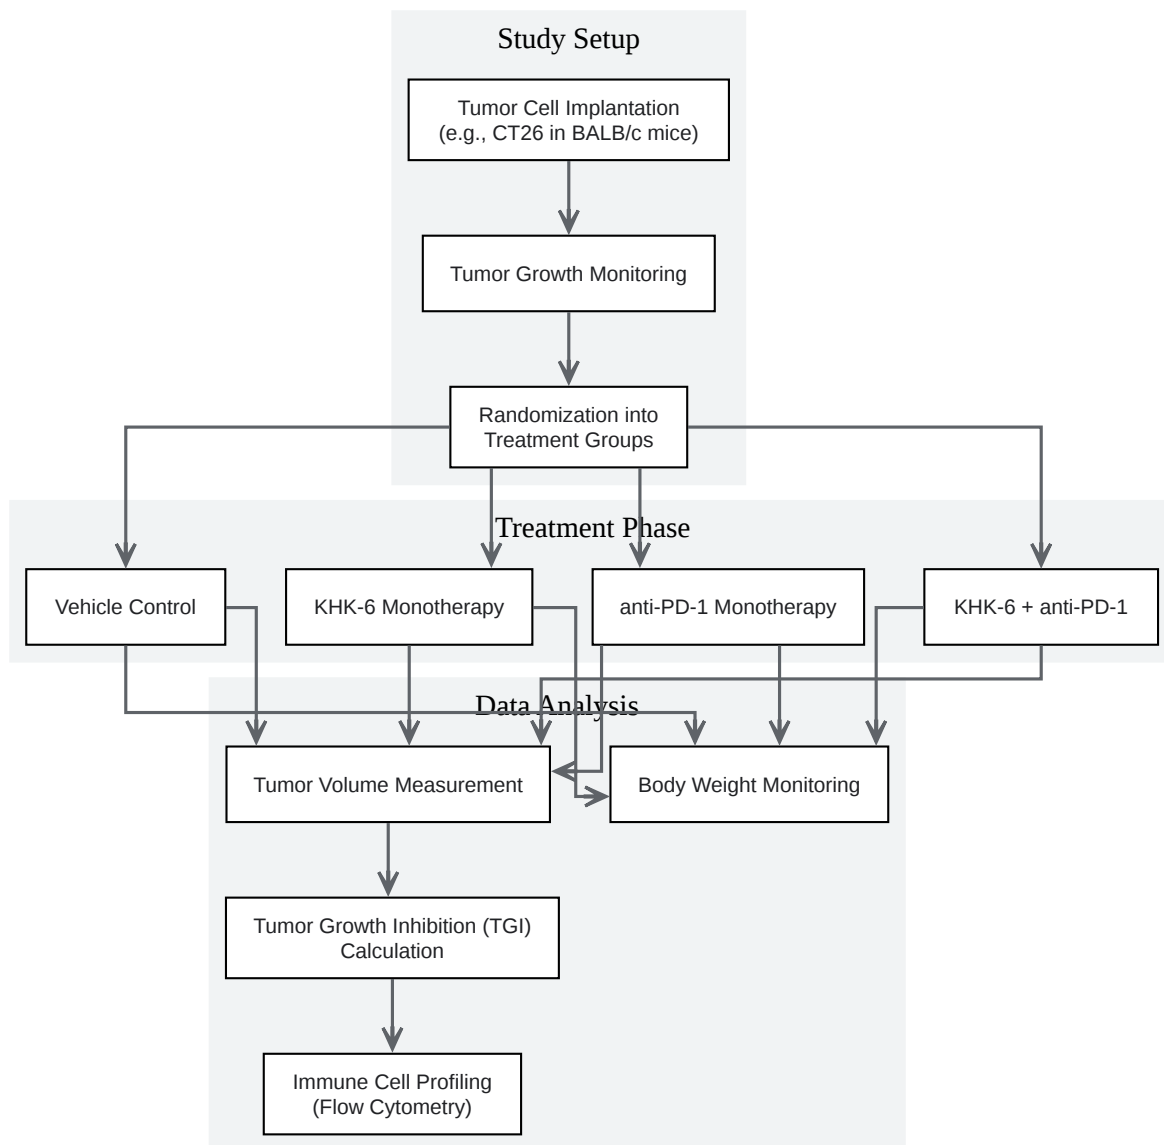 Study Setup
Tumor Cell Implantation
(e.g., CT26 in BALB/c mice)
Tumor Growth Monitoring
Randomization into
Treatment Groups
Treatment Phase
Vehicle Control
KHK-6 Monotherapy
anti-PD-1 Monotherapy
KHK-6 + anti-PD-1
Data Analysis
Tumor Volume Measurement
Body Weight Monitoring
Tumor Growth Inhibition (TGI)
Calculation
Immune Cell Profiling
(Flow Cytometry)